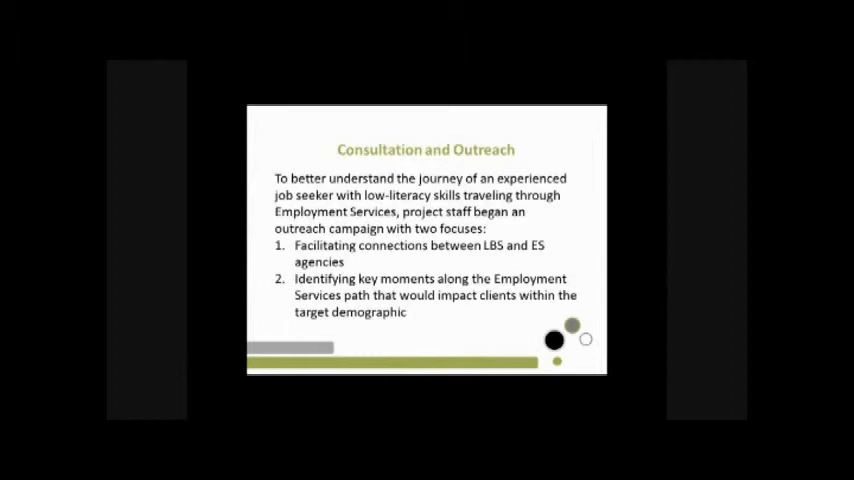 Consultation and Outreach
To better understand the journey of an experienced
job seeker with low-literacy skills traveling through
Employment Services, project staff began an
outreach campaign with two focuses:
1. Facilitating connections between LBS and ES
agencies
2. Identifying key moments along the Employment
Services path that would impact clients within the
target demographic